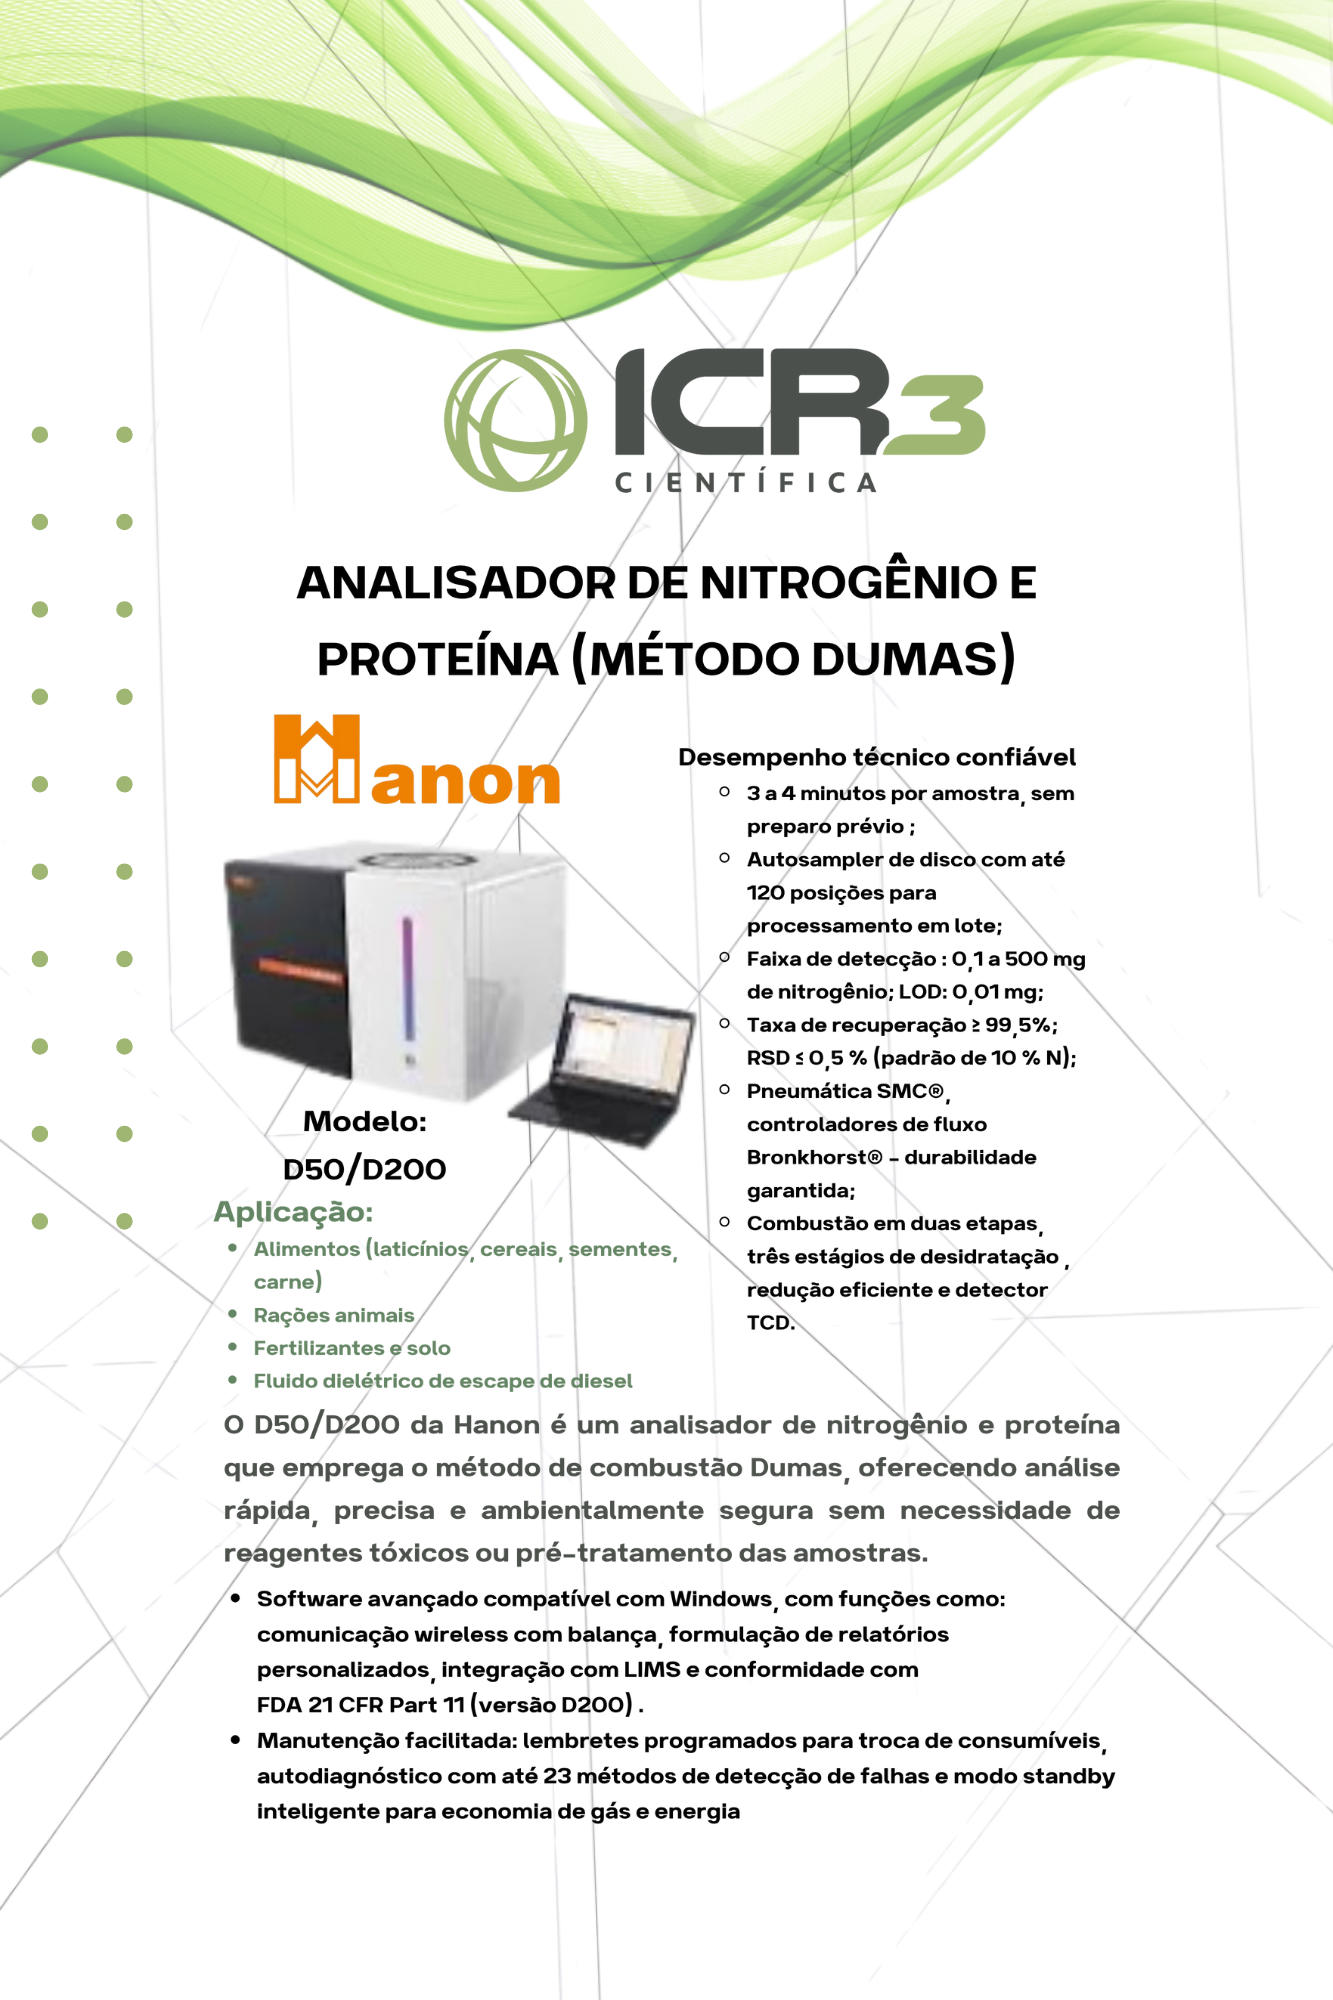 ICR3
CIENTÍFICA
ANALISADOR DE NITROGÊNIO E
PROTEÍNA (MÉTODO DUMAS)
Hanon
Modelo:
D50/D200
Aplicação:
• Alimentos (laticínios, cereais, sementes,
carne)
• Rações animais
• Fertilizantes e solo
• Fluido dielétrico de escape de diesel
Desempenho técnico confiável
○ 3 a 4 minutos por amostra, sem
preparo prévio ;
○ Autosampler de disco com até
120 posições para
processamento em lote;
○ Faixa de detecção : 0,1 a 500 mg
de nitrogênio; LOD: 0,01 mg;
○ Taxa de recuperação ≥ 99,5%;
RSD ≤ 0,5 % (padrão de 10 % N);
○ Pneumática SMC®,
controladores de fluxo
Bronkhorst® – durabilidade
garantida;
○ Combustão em duas etapas,
três estágios de desidratação ,
redução eficiente e detector
TCD.
O D50/D200 da Hanon é um analisador de nitrogênio e proteína
que emprega o método de combustão Dumas, oferecendo análise
rápida, precisa e ambientalmente segura sem necessidade de
reagentes tóxicos ou pré-tratamento das amostras.
• Software avançado compatível com Windows, com funções como:
comunicação wireless com balança, formulação de relatórios
personalizados, integração com LIMS e conformidade com
FDA 21 CFR Part 11 (versão D200) .
• Manutenção facilitada: lembretes programados para troca de consumíveis,
autodiagnóstico com até 23 métodos de detecção de falhas e modo standby
inteligente para economia de gás e energia